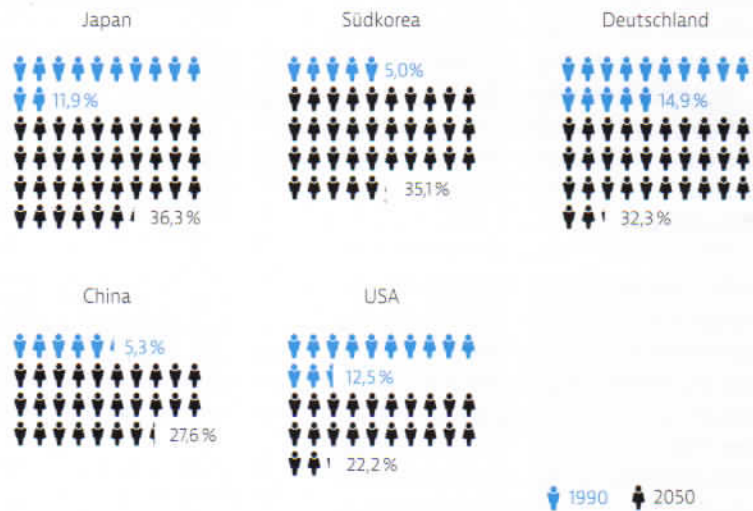 Japan
11,9 %
36,3 %
Südkorea
5,0%
35,1 %
Deutschland
14,9 %
32,3 %
China
5,3 %
27,6 %
USA
12,5 %
22,2 %
1990 2050